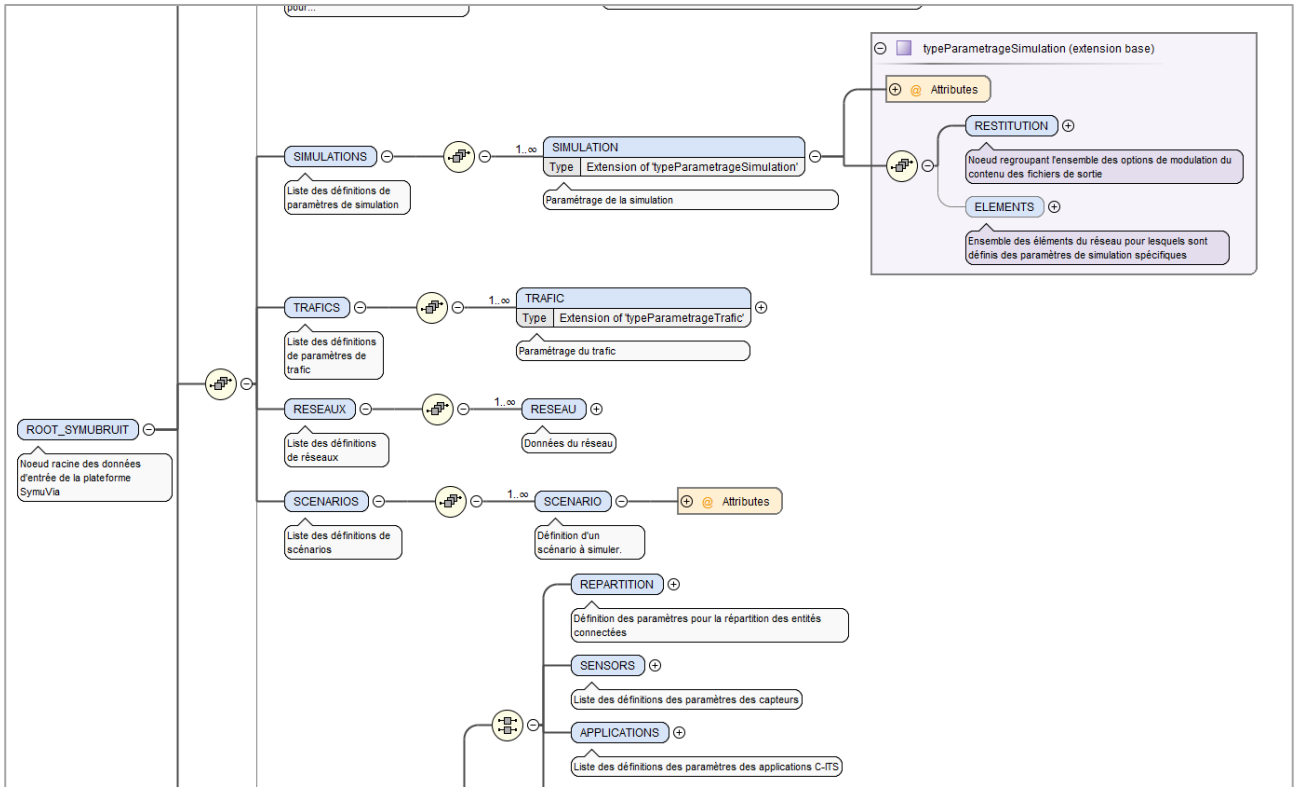 pour...
typeParametrageSimulation (extension base)
@ Attributes
RESTITUTION
Noeud regroupant l'ensemble des options de modulation du
contenu des fichiers de sortie
ELEMENTS
Ensemble des éléments du réseau pour lesquels sont
définis des paramètres de simulation spécifiques
SIMULATIONS
Liste des définitions de
paramètres de simulation
1..∞
SIMULATION
Type Extension of 'typeParametrageSimulation'
Paramétrage de la simulation
TRAFICS
Liste des définitions
de paramètres de
trafic
1..∞
TRAFIC
Type Extension of 'typeParametrageTrafic'
Paramétrage du trafic
RESEAUX
Liste des définitions
de réseaux
1..∞
RESEAU
Données du réseau
ROOT_SYMUBRUIT
Noeud racine des données
d'entrée de la plateforme
SymuVia
SCENARIOS
Liste des définitions de
scénarios
1..∞
SCENARIO
Définition d'un
scénario à simuler.
@ Attributes
REPARTITION
Définition des paramètres pour la répartition des entités
connectées
SENSORS
Liste des définitions des paramètres des capteurs
APPLICATIONS
Liste des définitions des paramètres des applications C-ITS